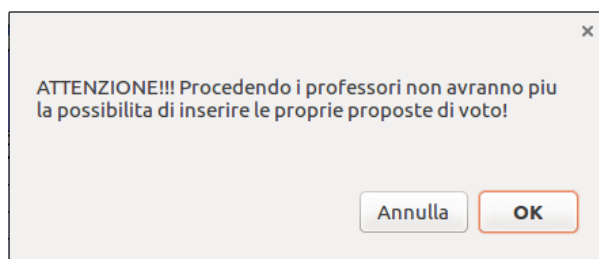 ATTENZIONE!!! Procedendo i professori non avranno piu
la possibilita di inserire le proprie proposte di voto!
Annulla
OK